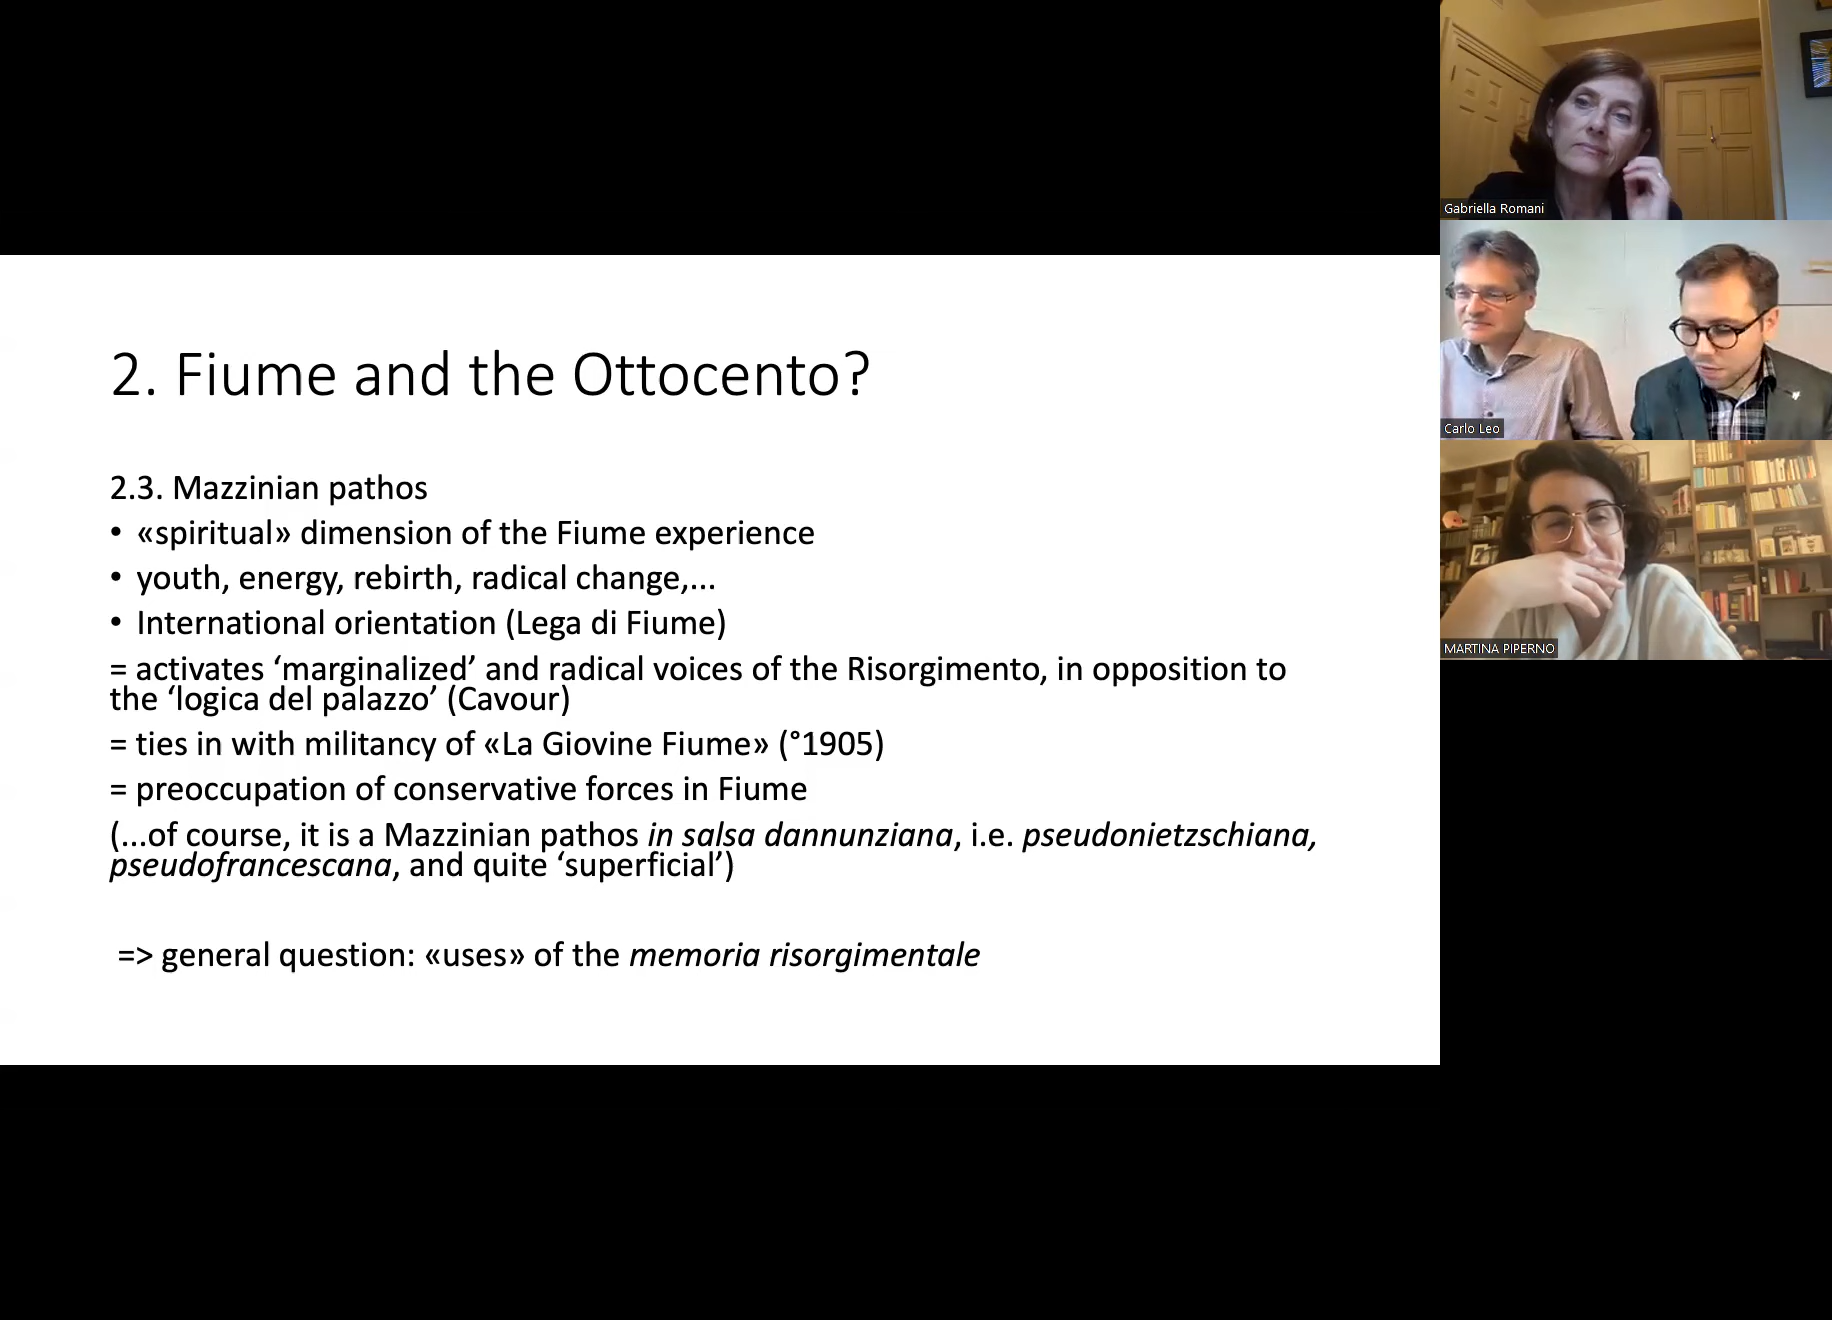 2. Fiume and the Ottocento?
2.3. Mazzinian pathos
• «spiritual» dimension of the Fiume experience
• youth, energy, rebirth, radical change,...
• International orientation (Lega di Fiume)
= activates ‘marginalized’ and radical voices of the Risorgimento, in opposition to
the ‘logica del palazzo’ (Cavour)
= ties in with militancy of «La Giovine Fiume» (°1905)
= preoccupation of conservative forces in Fiume
(...of course, it is a Mazzinian pathos in salsa dannunziana, i.e. pseudonietzschiana,
pseudofrancescana, and quite ‘superficial’)
=> general question: «uses» of the memoria risorgimentale
Gabriella Romani
Carlo Leo
MARTINA PIPERNO